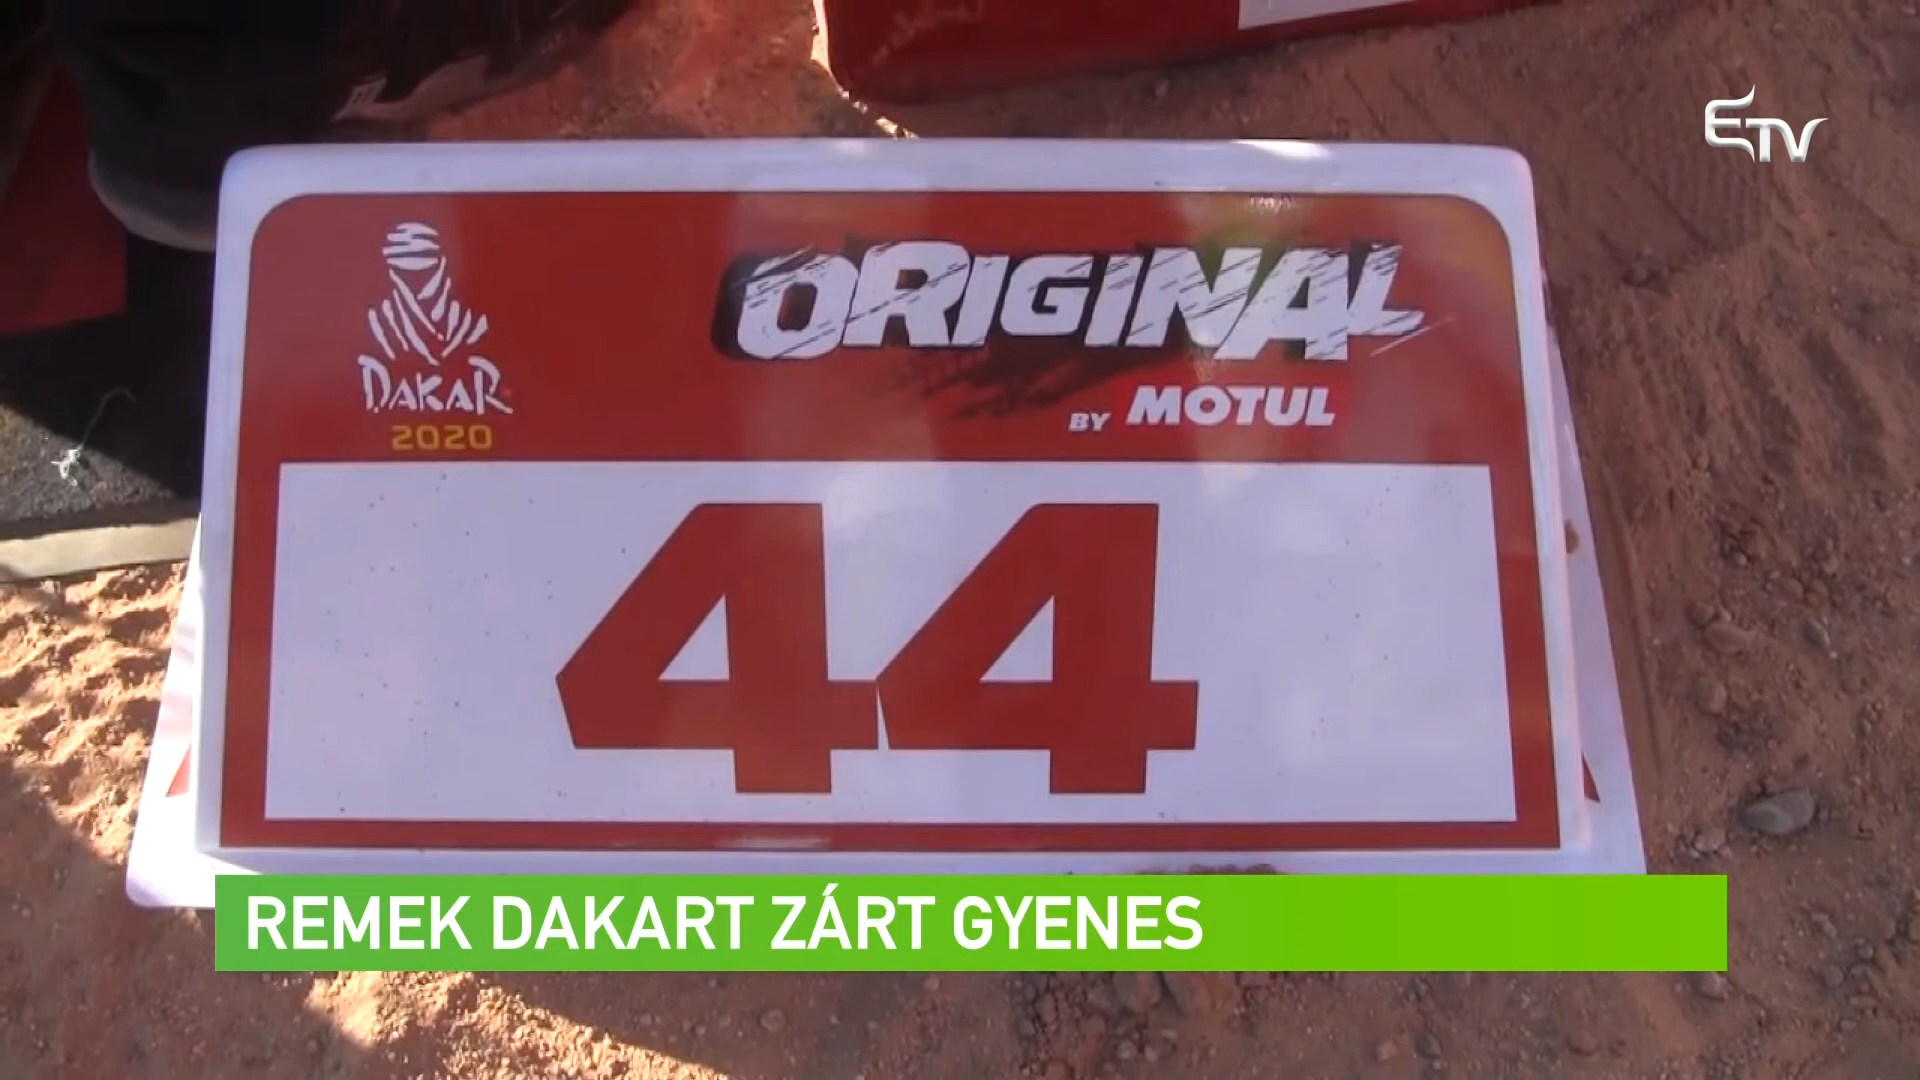 ETV
ORIGINAL
BY MOTUL
DAKAR
2020
44
REMEK DAKART ZÁRT GYENES